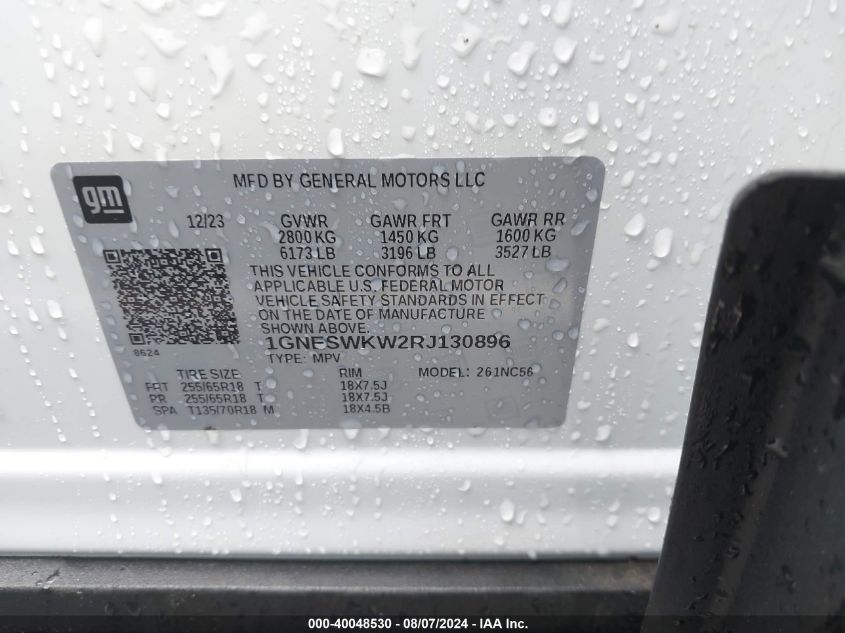 gm
MFD BY GENERAL MOTORS LLC
12/23 GVWR GAWR FRT GAWR RR
2800 KG 1450 KG 1600 KG
6173 LB 3196 LB 3527 LB
THIS VEHICLE CONFORMS TO ALL
APPLICABLE U.S. FEDERAL MOTOR
VEHICLE SAFETY STANDARDS IN EFFECT
ON THE DATE OF MANUFACTURE
SHOWN ABOVE.
8624
1GNESWKW2RJ130896
TYPE: MPV
TIRE SIZE RIM MODEL: 261NC56
FRT 255/65R18 T 18X7.5J
RR 255/65R18 T 18X7.5J
SPA T135/70R18 M 18X4.5B
000-40048530 - 08/07/2024 - IAA Inc.